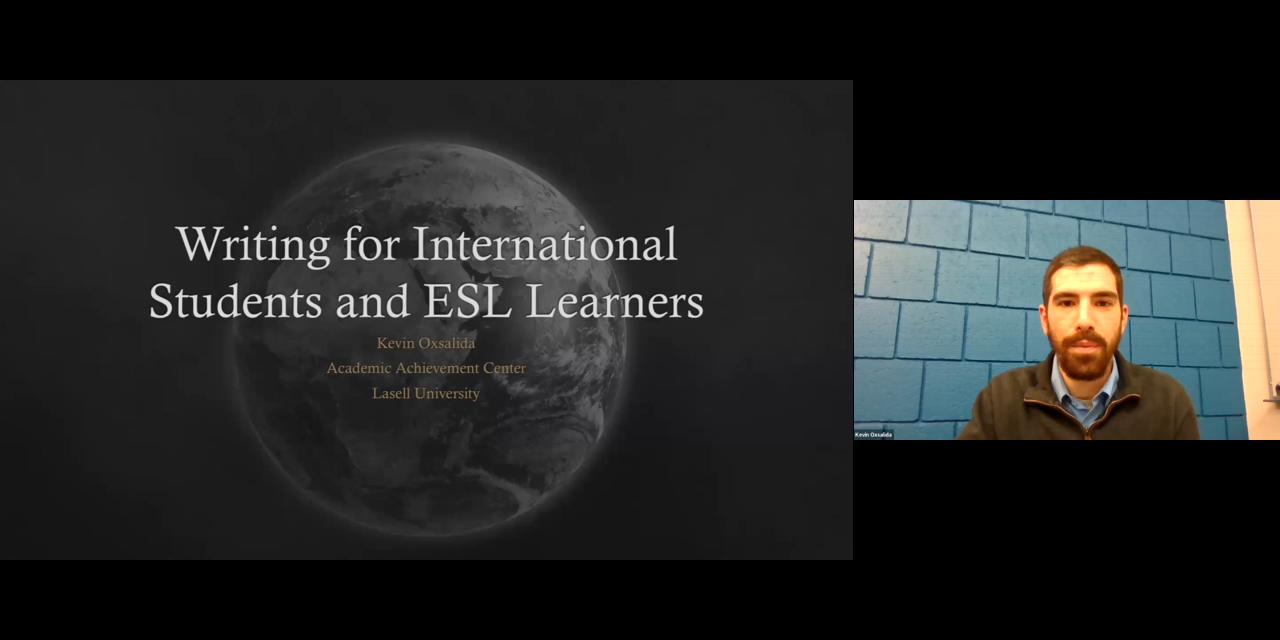 Writing for International
Students and ESL Learners
Kevin Oxsalida
Academic Achievement Center
Lasell University
Kevin Oxsalida